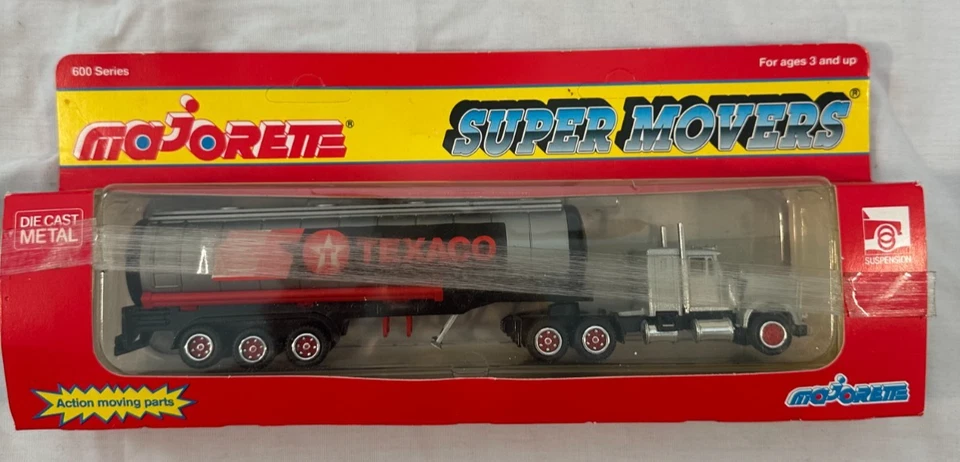 600 Series
For ages 3 and up
MAJORETTE®
SUPER MOVERS®
DIE CAST
METAL
TEXACO
SUSPENSION
Action moving parts
MAJORETTE